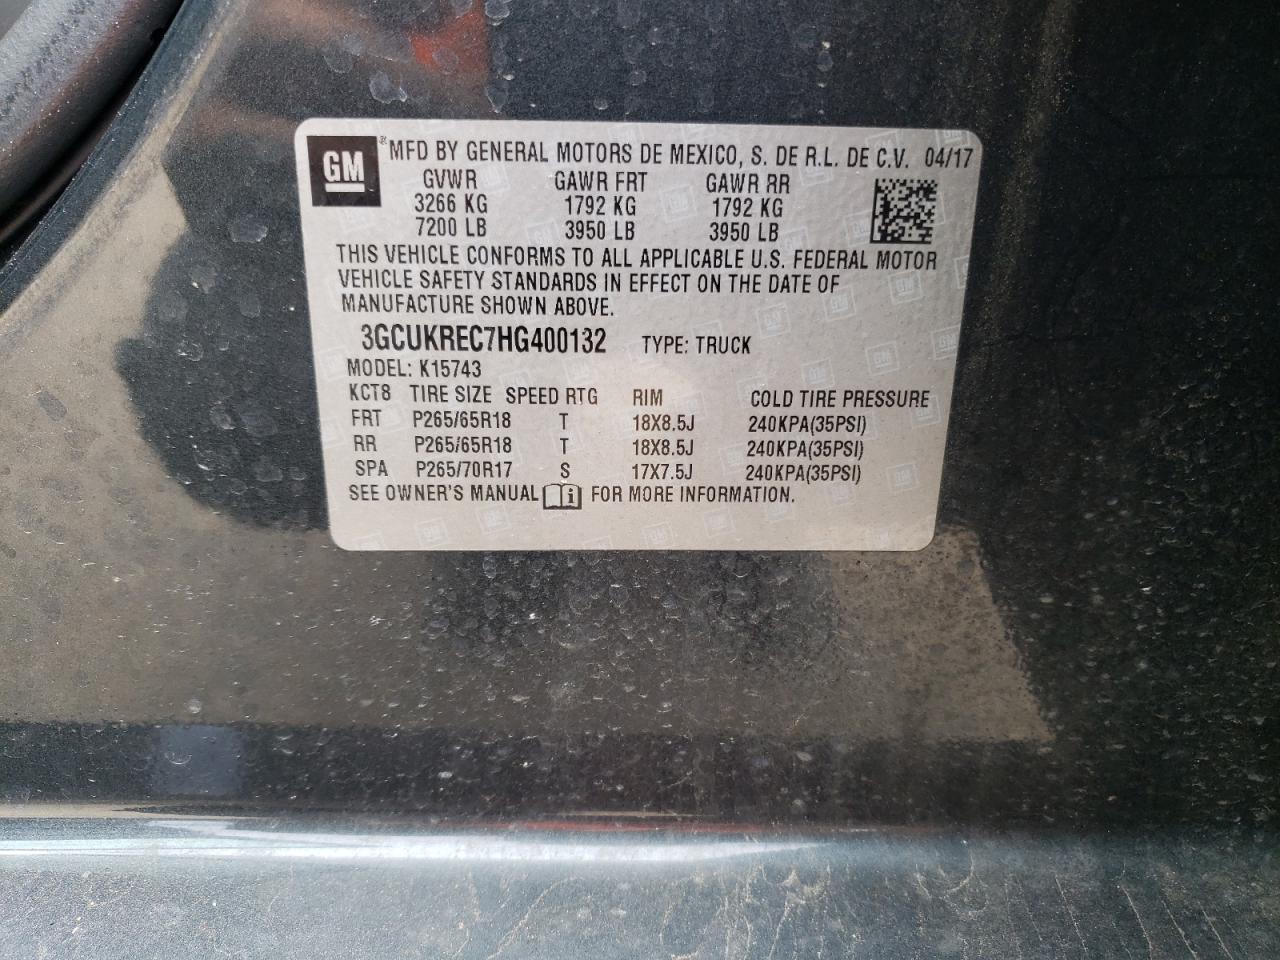 GM ® MFD BY GENERAL MOTORS DE MEXICO, S. DE R.L. DE C.V. 04/17
GVWR GAWR FRT GAWR RR
3266 KG 1792 KG 1792 KG
7200 LB 3950 LB 3950 LB
THIS VEHICLE CONFORMS TO ALL APPLICABLE U.S. FEDERAL MOTOR
VEHICLE SAFETY STANDARDS IN EFFECT ON THE DATE OF
MANUFACTURE SHOWN ABOVE.
3GCUKREC7HG400132 TYPE: TRUCK
MODEL: K15743
KCT8 TIRE SIZE SPEED RTG RIM COLD TIRE PRESSURE
FRT P265/65R18 T 18X8.5J 240KPA(35PSI)
RR P265/65R18 T 18X8.5J 240KPA(35PSI)
SPA P265/70R17 S 17X7.5J 240KPA(35PSI)
SEE OWNER'S MANUAL i FOR MORE INFORMATION.